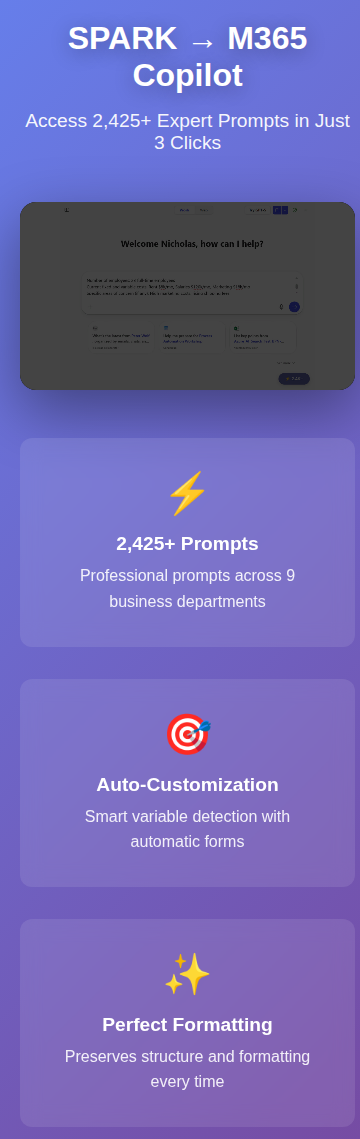 SPARK → M365
Copilot
Access 2,425+ Expert Prompts in Just
3 Clicks
Welcome Nicholas, how can I help?
2,425+ Prompts
Professional prompts across 9
business departments
Auto-Customization
Smart variable detection with
automatic forms
Perfect Formatting
Preserves structure and formatting
every time